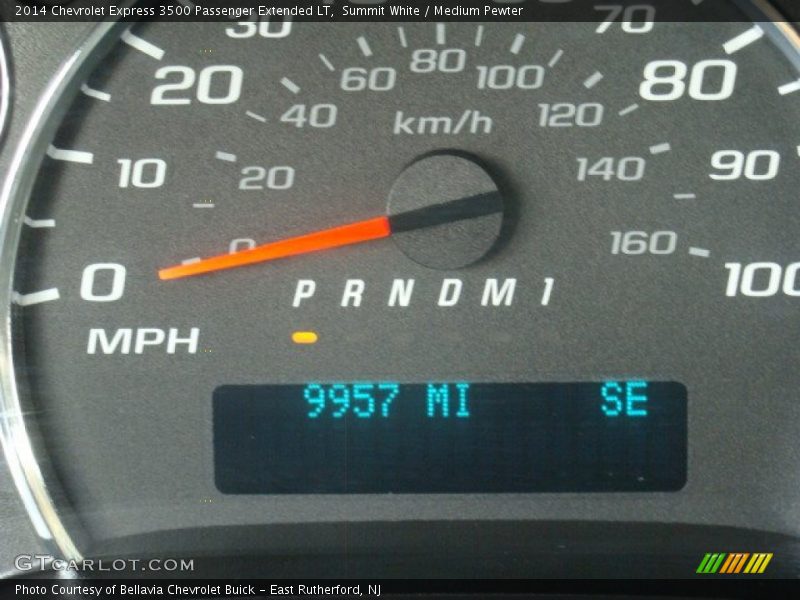 2014 Chevrolet Express 3500 Passenger Extended LT, Summit White / Medium Pewter
30 70
20 60 80 100 80
40 km/h 120
10 20 140 90
0 160
0 100
P R N D M 1
MPH
9957 MI SE
GTCARLOT.COM
Photo Courtesy of Bellavia Chevrolet Buick - East Rutherford, NJ